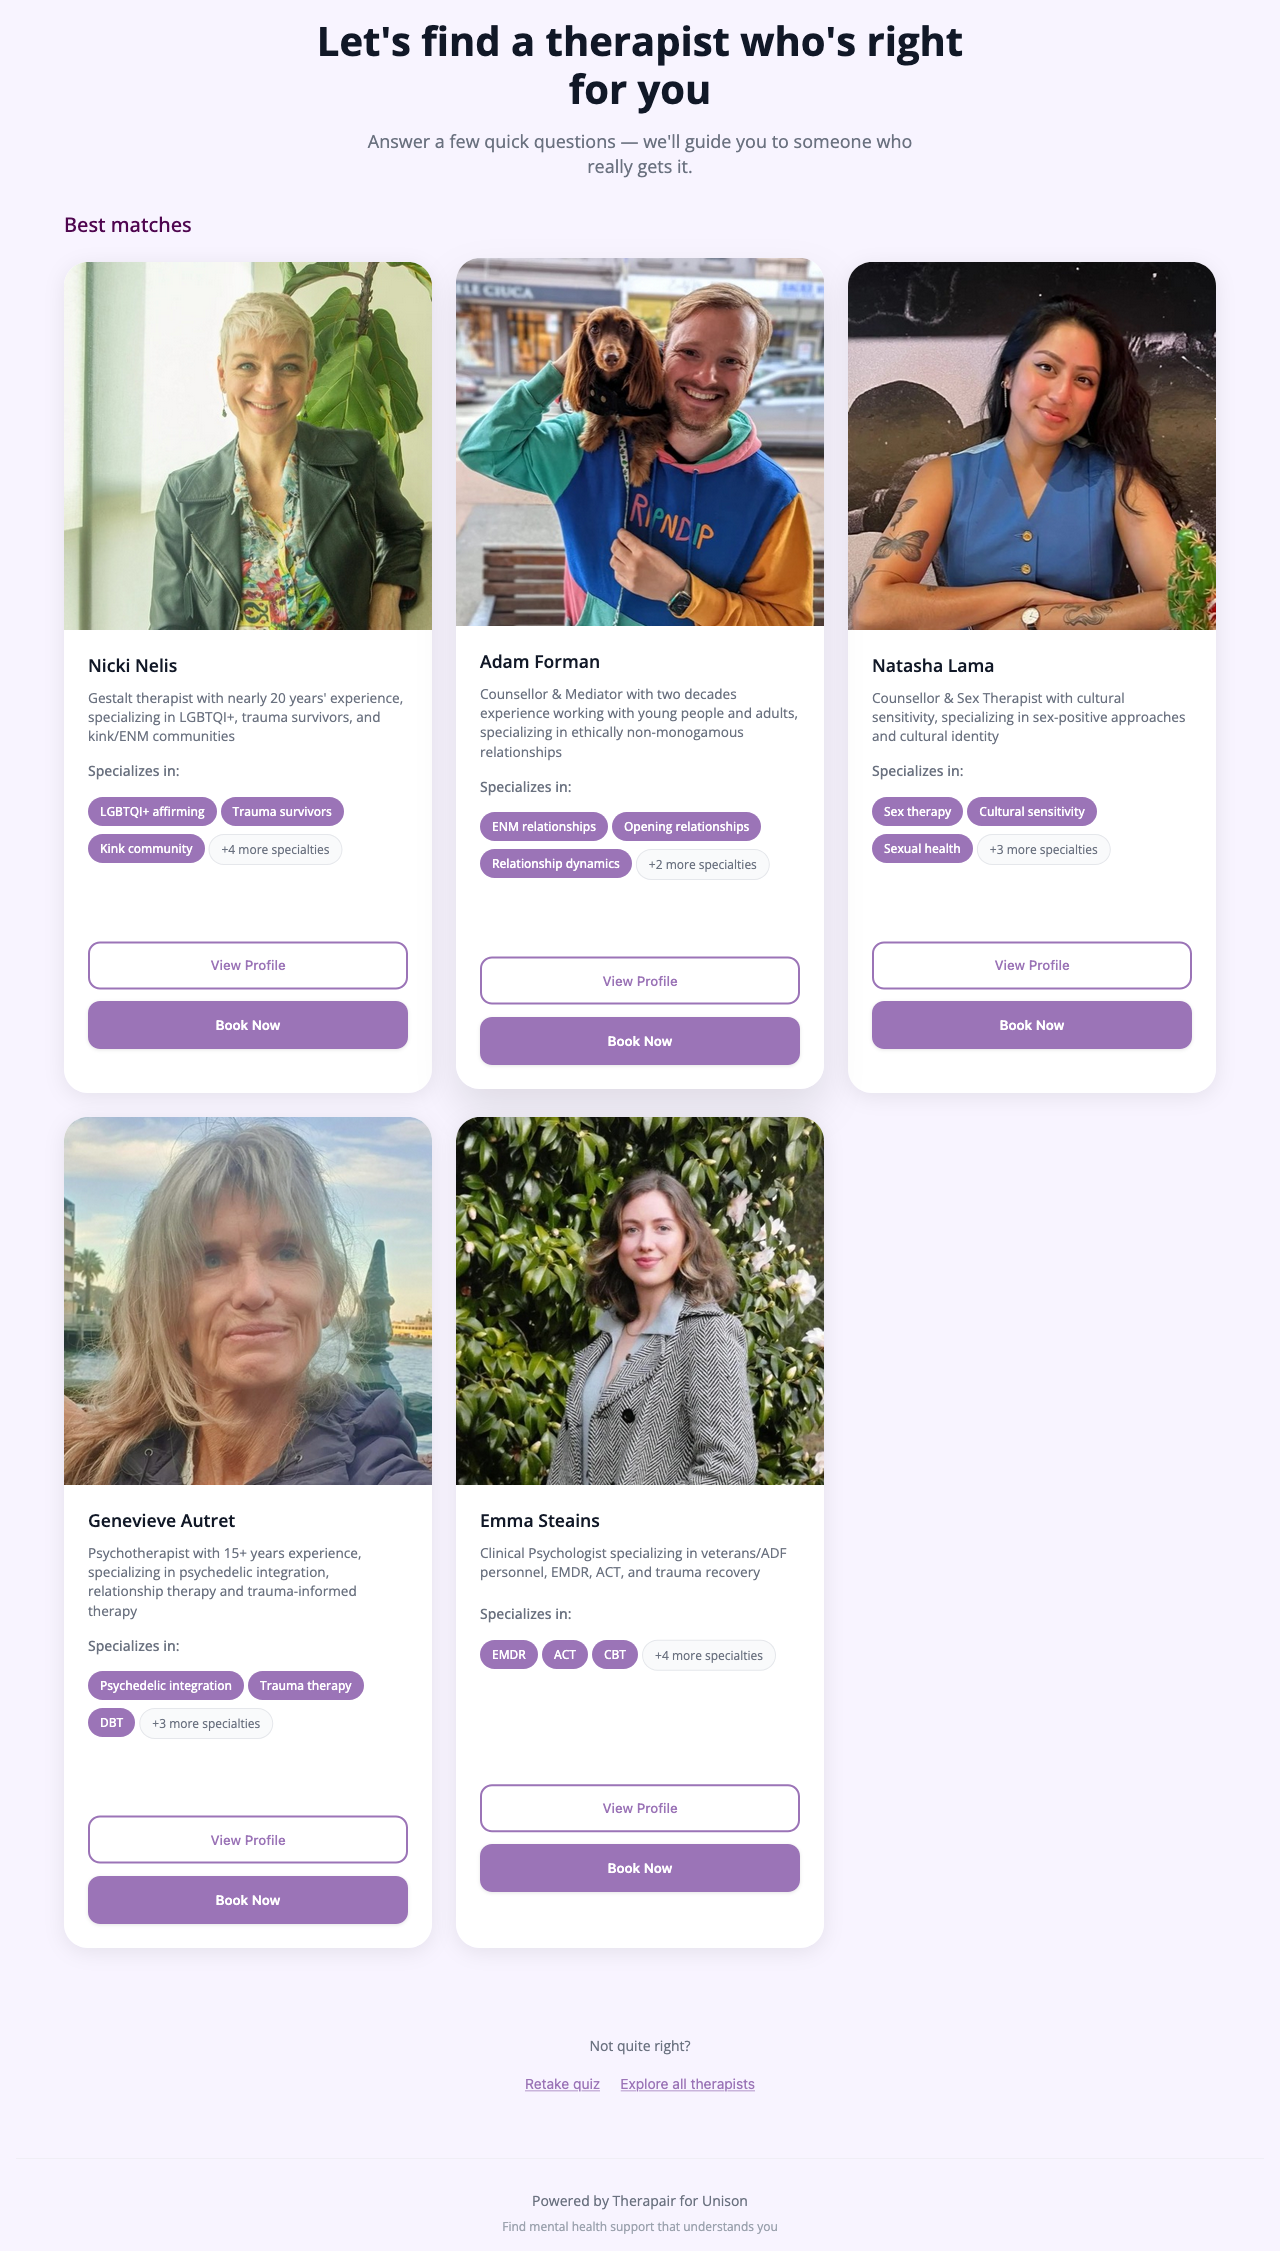 Let's find a therapist who's right
for you
Answer a few quick questions — we'll guide you to someone who
really gets it.
Best matches
LE CIUCA
RIPNDIP
Nicki Nelis
Gestalt therapist with nearly 20 years' experience,
specializing in LGBTQI+, trauma survivors, and
kink/ENM communities
Specializes in:
LGBTQI+ affirming
Trauma survivors
Kink community
+4 more specialties
View Profile
Book Now
Adam Forman
Counsellor & Mediator with two decades
experience working with young people and adults,
specializing in ethically non-monogamous
relationships
Specializes in:
ENM relationships
Opening relationships
Relationship dynamics
+2 more specialties
View Profile
Book Now
Natasha Lama
Counsellor & Sex Therapist with cultural
sensitivity, specializing in sex-positive approaches
and cultural identity
Specializes in:
Sex therapy
Cultural sensitivity
Sexual health
+3 more specialties
View Profile
Book Now
Genevieve Autret
Psychotherapist with 15+ years experience,
specializing in psychedelic integration,
relationship therapy and trauma-informed
therapy
Specializes in:
Psychedelic integration
Trauma therapy
DBT
+3 more specialties
View Profile
Book Now
Emma Steains
Clinical Psychologist specializing in veterans/ADF
personnel, EMDR, ACT, and trauma recovery
Specializes in:
EMDR
ACT
CBT
+4 more specialties
View Profile
Book Now
Not quite right?
Retake quiz
Explore all therapists
Powered by Therapair for Unison
Find mental health support that understands you